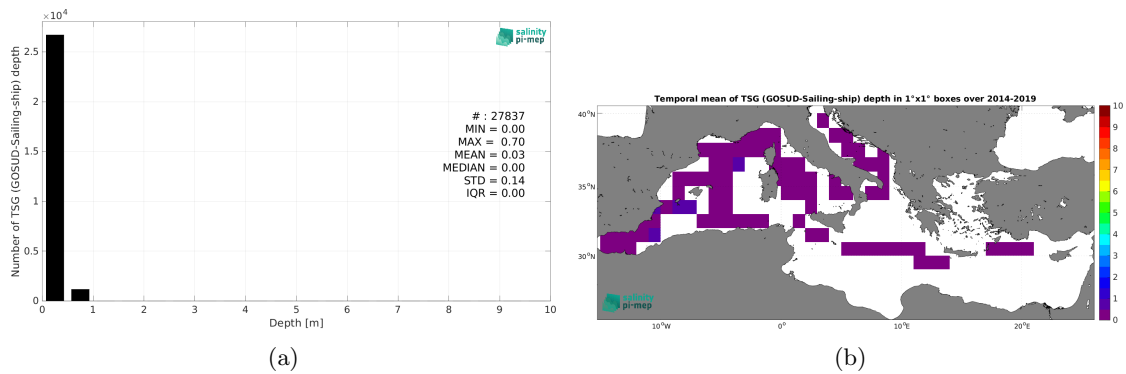 ×10⁴
Number of TSG (GOSUD-Sailing-ship) depth
2.5
2
1.5
1
0.5
0
0 1 2 3 4 5 6 7 8 9 10
Depth [m]
salinity
pi-mep
# : 27837
MIN = 0.00
MAX = 0.70
MEAN = 0.03
MEDIAN = 0.00
STD = 0.14
IQR = 0.00
(a)
Temporal mean of TSG (GOSUD-Sailing-ship) depth in 1°x1° boxes over 2014-2019
40°N
35°N
30°N
10°W 0° 10°E 20°E
salinity
pi-mep
10
9
8
7
6
5
4
3
2
1
0
(b)